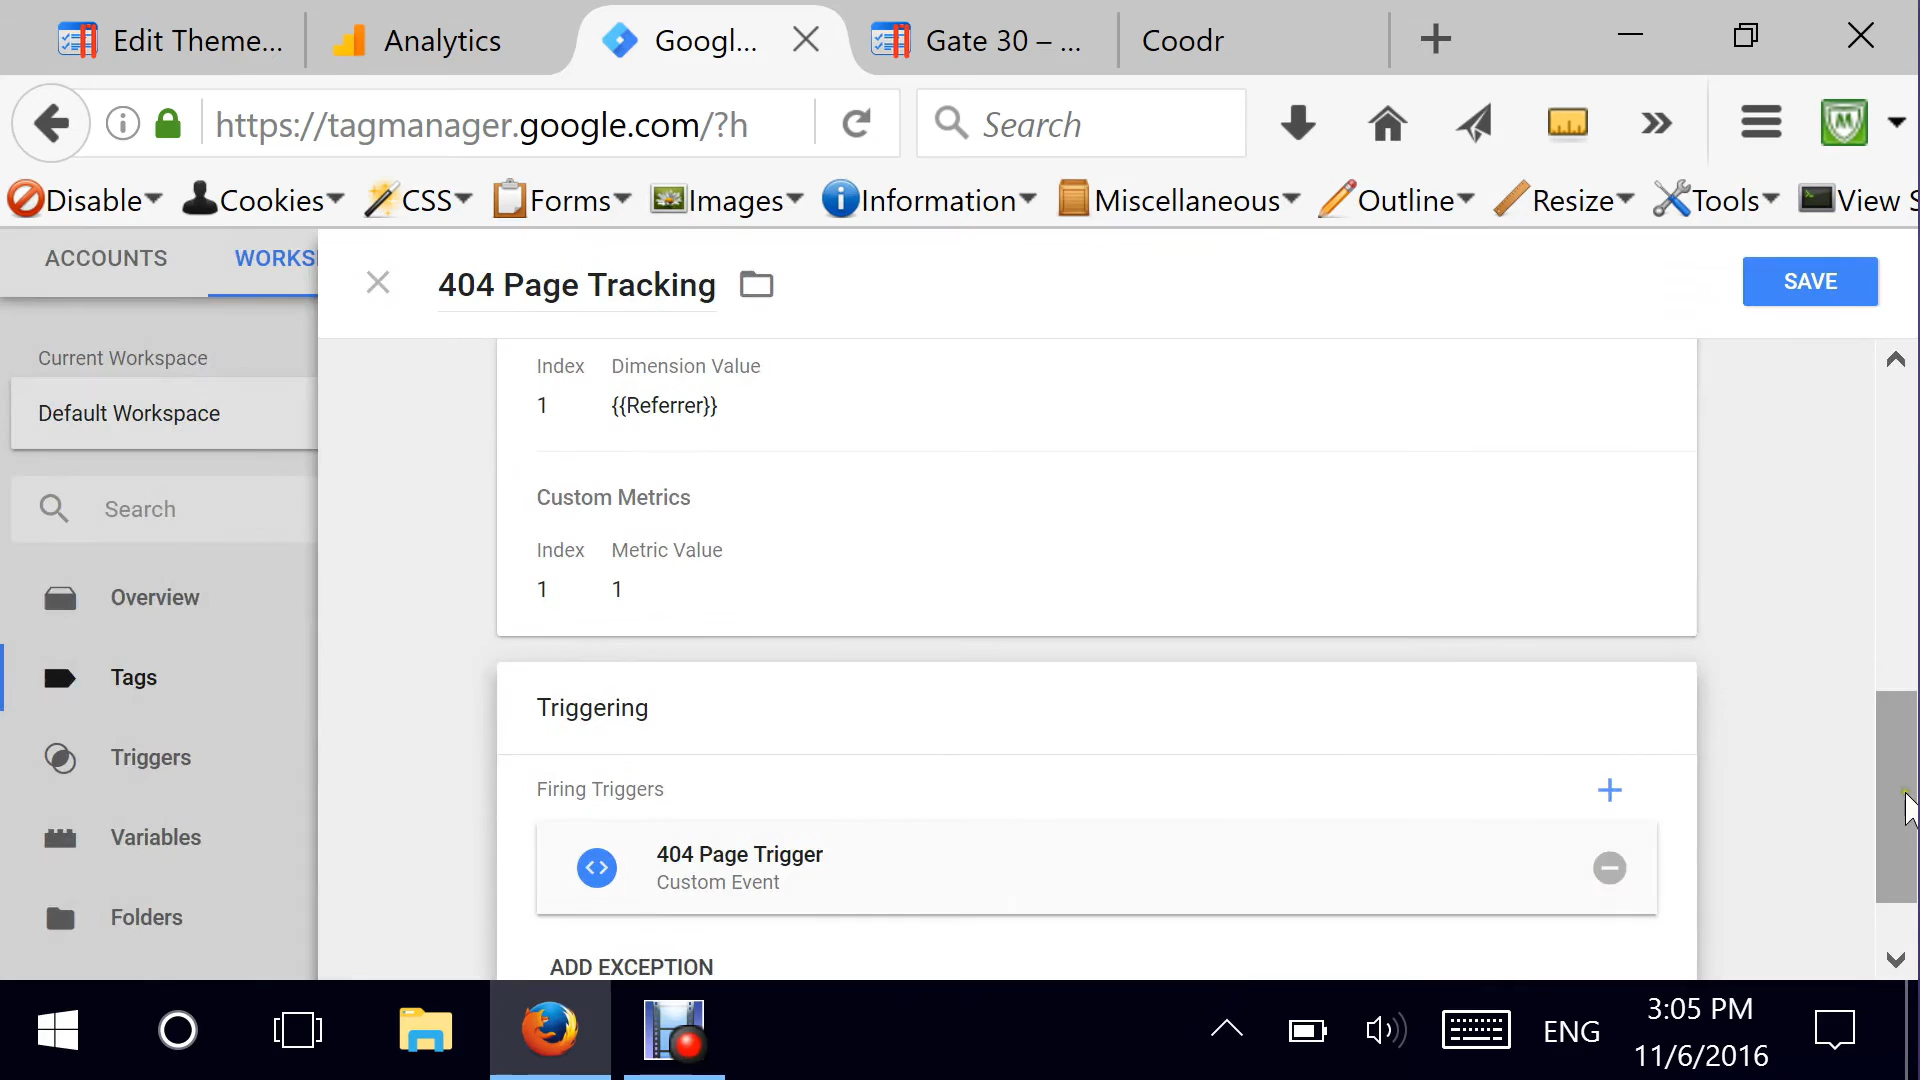 Edit Theme...
Analytics
Googl...
Gate 30 – ...
Coodr
https://tagmanager.google.com/?h
Search
Disable
Cookies
CSS
Forms
Images
Information
Miscellaneous
Outline
Resize
Tools
View S
ACCOUNTS
WORKS
404 Page Tracking
SAVE
Current Workspace
Default Workspace
Search
Overview
Tags
Triggers
Variables
Folders
Index Dimension Value
1 {{Referrer}}
Custom Metrics
Index Metric Value
1 1
Triggering
Firing Triggers
404 Page Trigger
Custom Event
ADD EXCEPTION
ENG
3:05 PM
11/6/2016